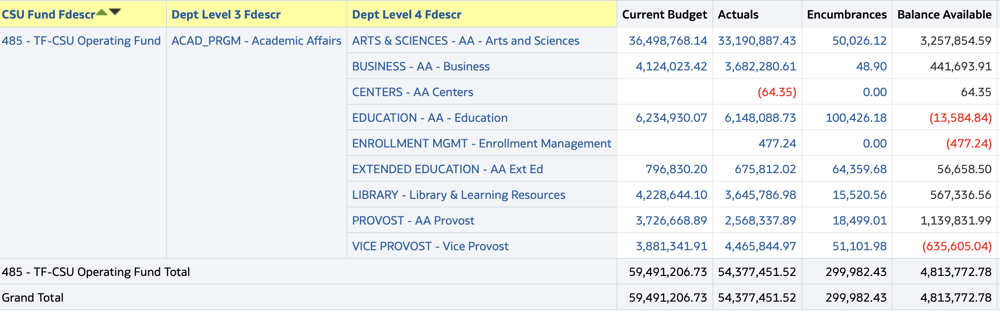 CSU Fund Fdescr Dept Level 3 Fdescr Dept Level 4 Fdescr Current Budget Actuals Encumbrances Balance Available
485 - TF-CSU Operating Fund ACAD_PRGM - Academic Affairs ARTS & SCIENCES - AA - Arts and Sciences 36,498,768.14 33,190,887.43 50,026.12 3,257,854.59
BUSINESS - AA - Business 4,124,023.42 3,682,280.61 48.90 441,693.91
CENTERS - AA Centers (64.35) 0.00 64.35
EDUCATION - AA - Education 6,234,930.07 6,148,088.73 100,426.18 (13,584.84)
ENROLLMENT MGMT - Enrollment Management 477.24 0.00 (477.24)
EXTENDED EDUCATION - AA Ext Ed 796,830.20 675,812.02 64,359.68 56,658.50
LIBRARY - Library & Learning Resources 4,228,644.10 3,645,786.98 15,520.56 567,336.56
PROVOST - AA Provost 3,726,668.89 2,568,337.89 18,499.01 1,139,831.99
VICE PROVOST - Vice Provost 3,881,341.91 4,465,844.97 51,101.98 (635,605.04)
485 - TF-CSU Operating Fund Total 59,491,206.73 54,377,451.52 299,982.43 4,813,772.78
Grand Total 59,491,206.73 54,377,451.52 299,982.43 4,813,772.78